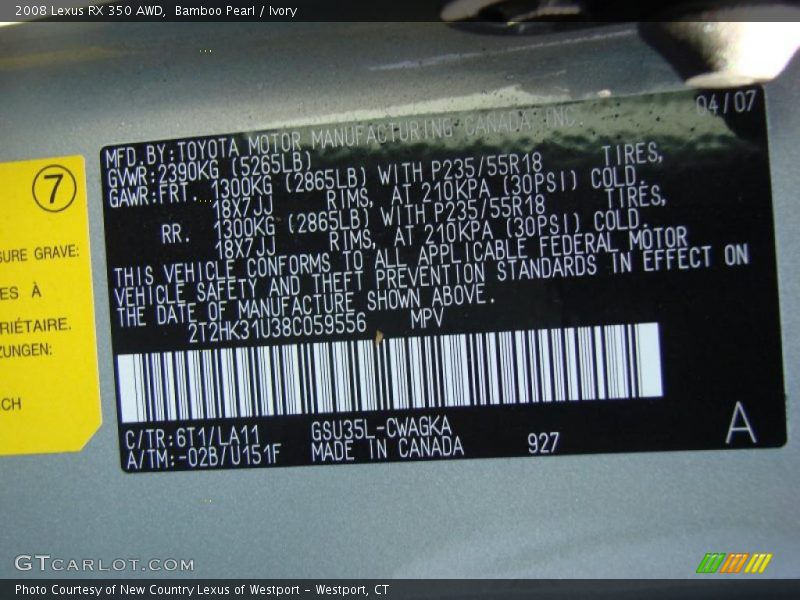 2008 Lexus RX 350 AWD, Bamboo Pearl / Ivory
04/07
MFD.BY:TOYOTA MOTOR MANUFACTURING CANADA INC.
GVWR:2390KG (5265LB)
GAWR:FRT. 1300KG (2865LB) WITH P235/55R18 TIRES,
18X7JJ RIMS, AT 210KPA (30PSI) COLD.
RR. 1300KG (2865LB) WITH P235/55R18 TIRES,
18X7JJ RIMS, AT 210KPA (30PSI) COLD.
THIS VEHICLE CONFORMS TO ALL APPLICABLE FEDERAL MOTOR
VEHICLE SAFETY AND THEFT PREVENTION STANDARDS IN EFFECT ON
THE DATE OF MANUFACTURE SHOWN ABOVE.
2T2HK31U38C059556 MPV
C/TR:6T1/LA11 GSU35L-CWAGKA
A/TM:-02B/U151F MADE IN CANADA 927
A
7
SURE GRAVE:
ES À
RIÉTAIRE.
ZUNGEN:
CH
GTCARLOT.COM
Photo Courtesy of New Country Lexus of Westport - Westport, CT